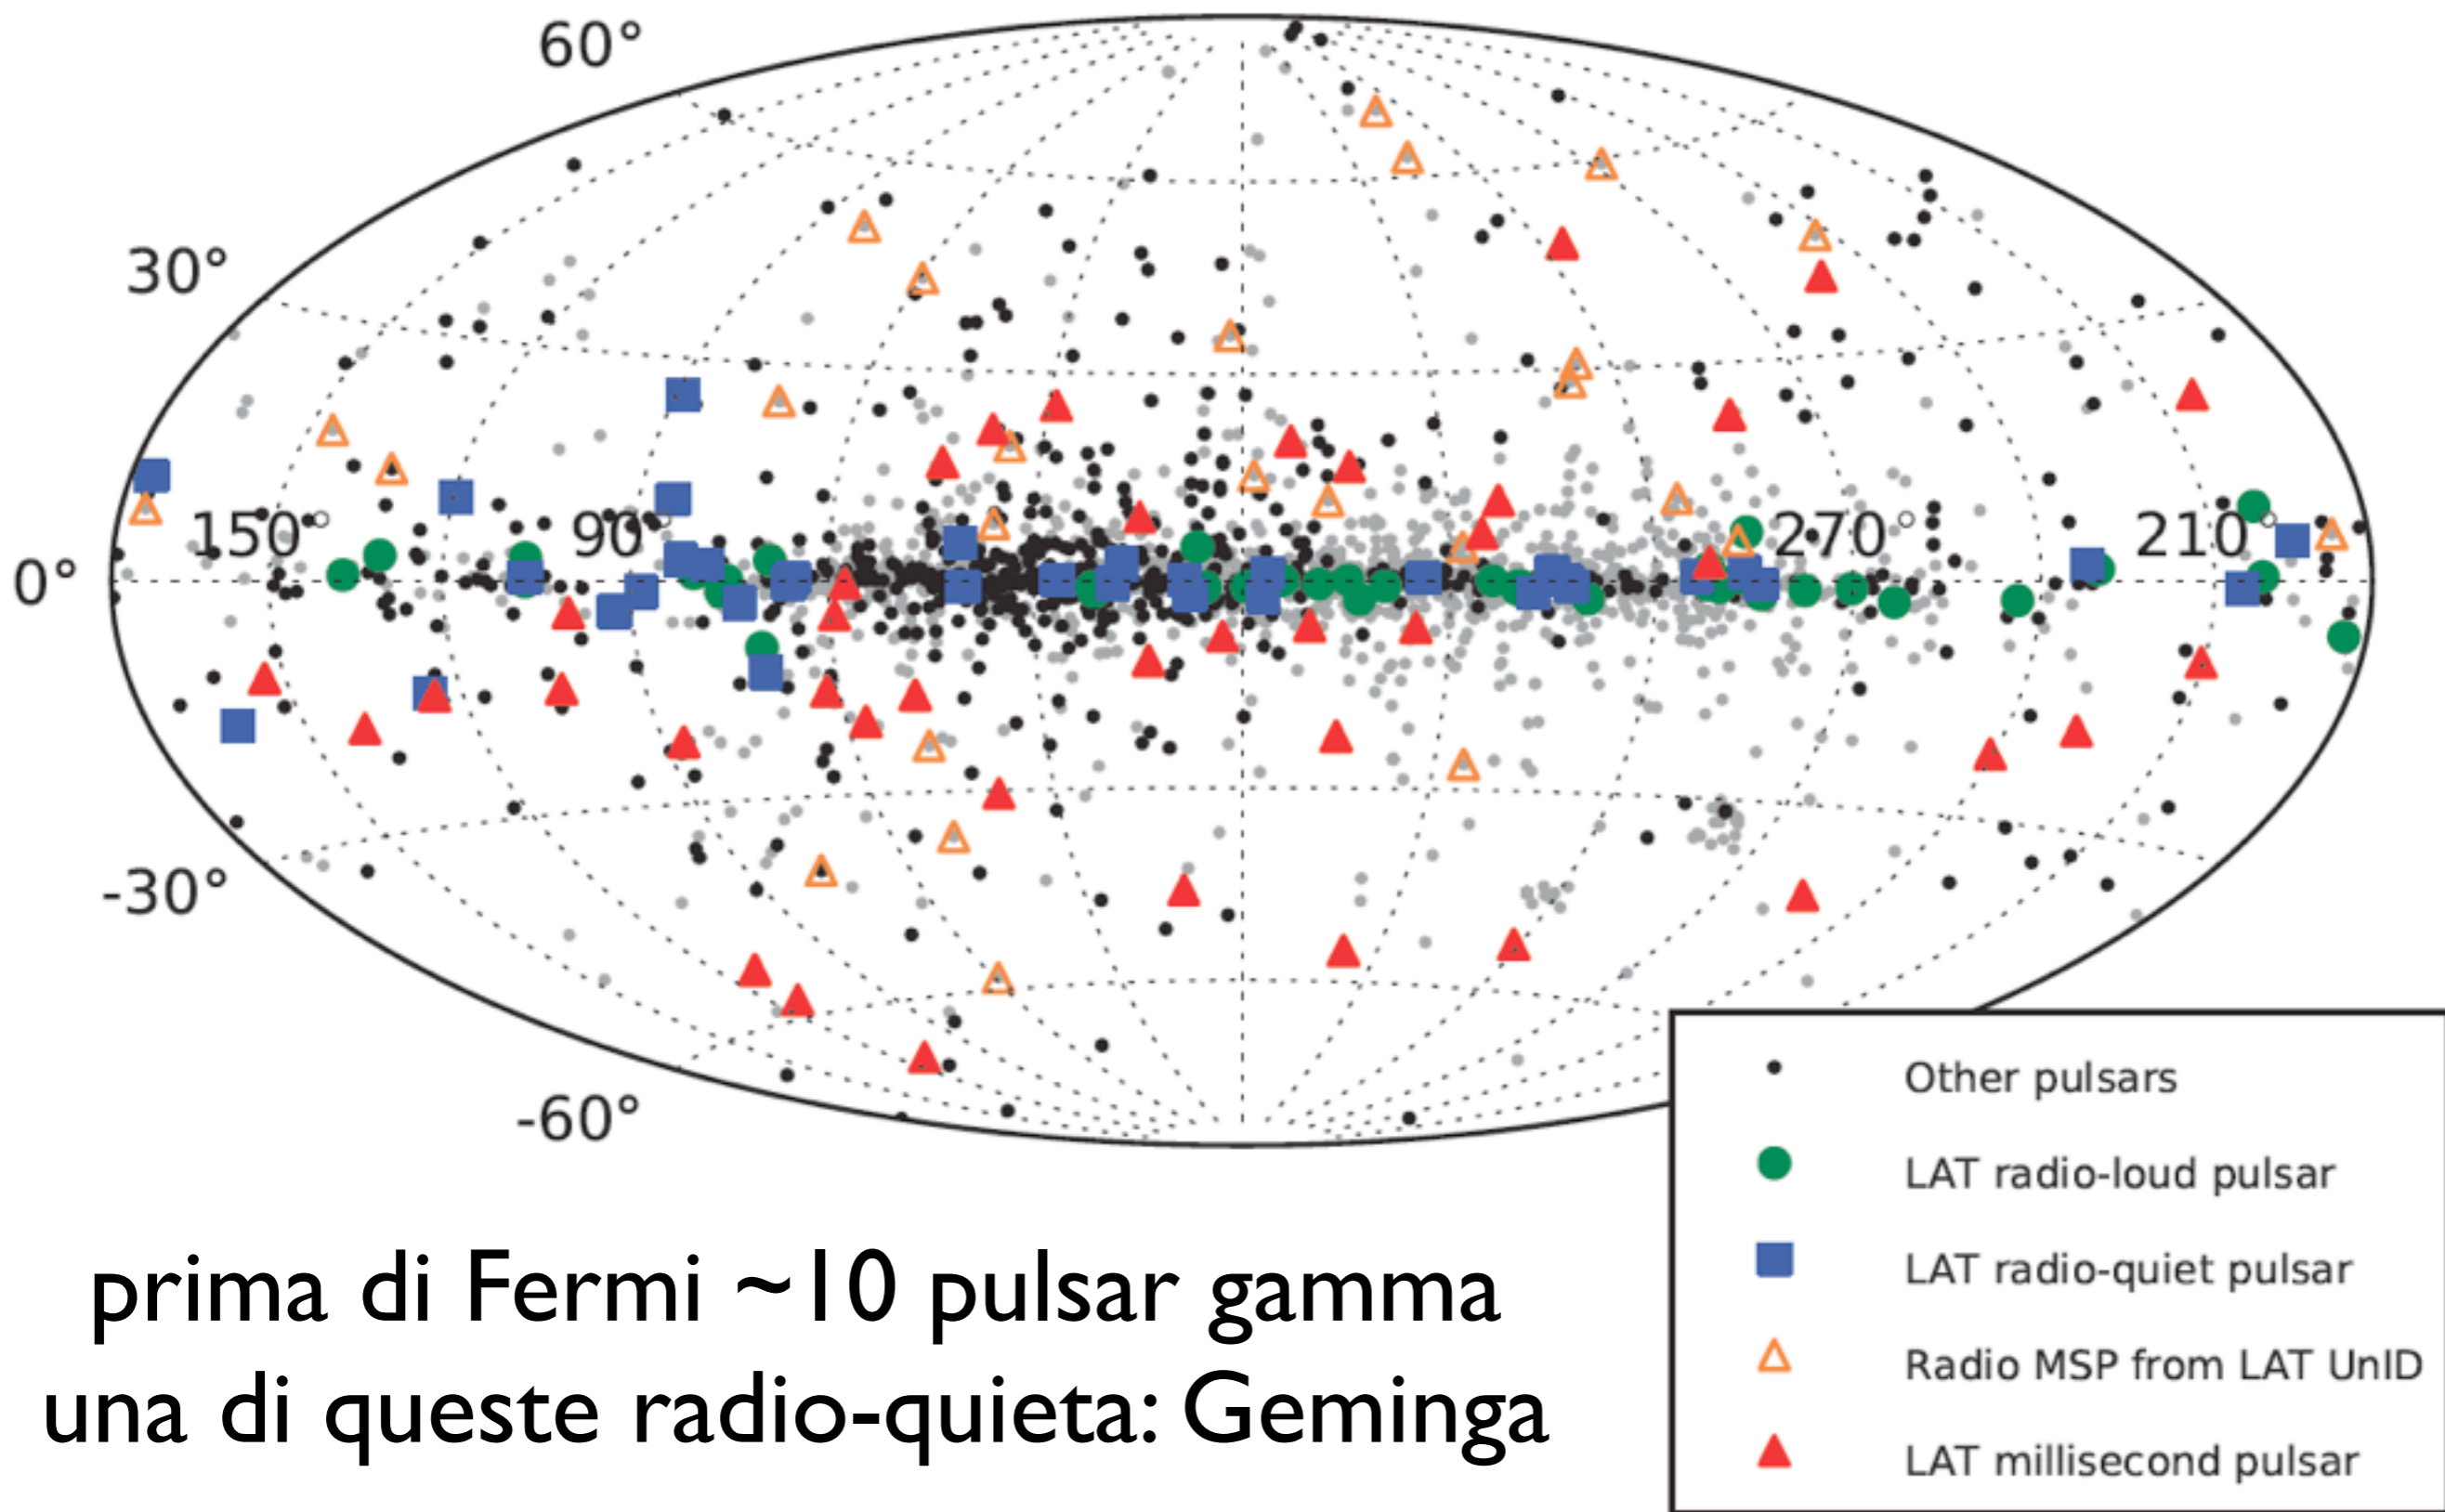 60°
30°
150°
90°
270°
210°
0°
-30°
-60°
Other pulsars
LAT radio-loud pulsar
LAT radio-quiet pulsar
Radio MSP from LAT UnID
LAT millisecond pulsar
prima di Fermi ~10 pulsar gamma
una di queste radio-quieta: Geminga